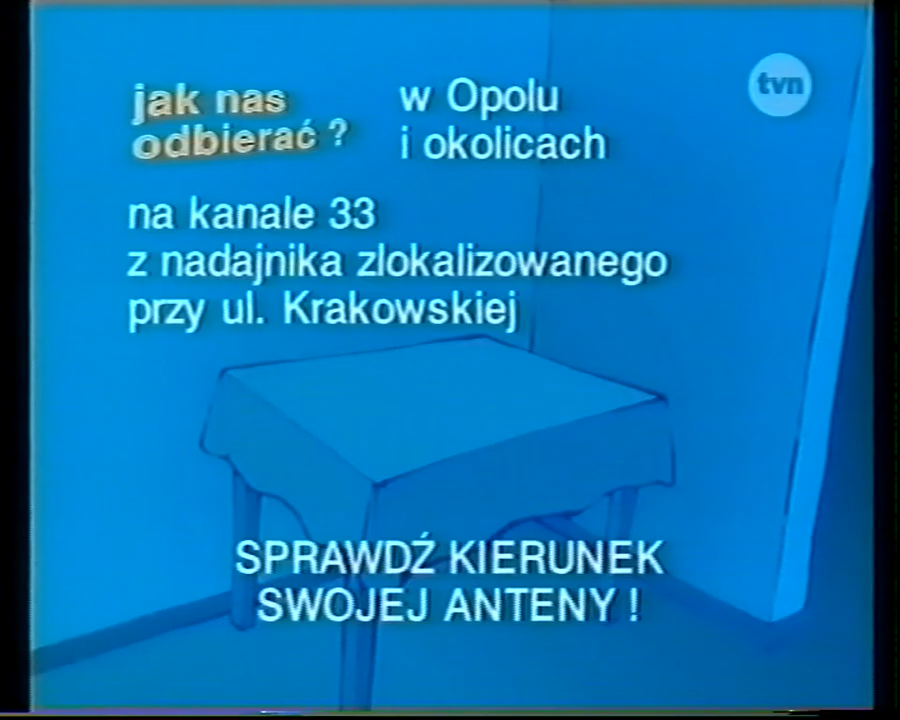 jak nas
odbierać ?
w Opolu
i okolicach
tvn
na kanale 33
z nadajnika zlokalizowanego
przy ul. Krakowskiej
SPRAWDŹ KIERUNEK
SWOJEJ ANTENY !